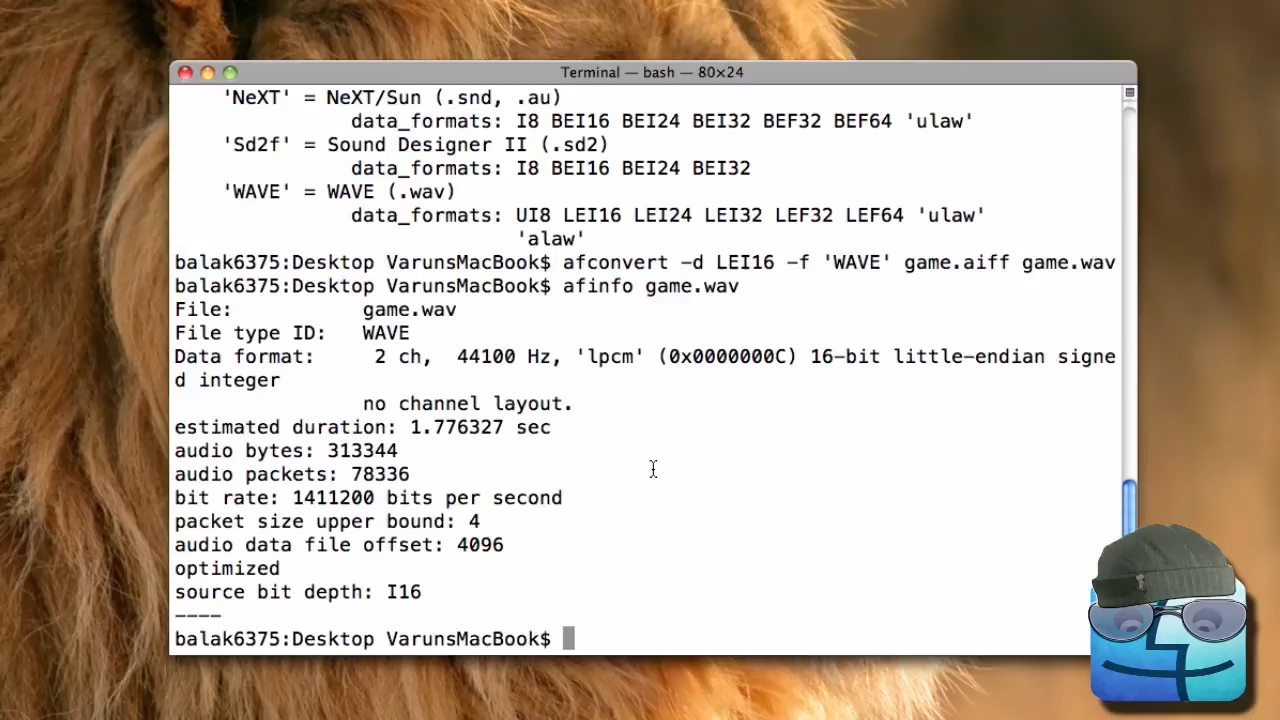 Terminal — bash — 80×24
'NeXT' = NeXT/Sun (.snd, .au)
data_formats: I8 BEI16 BEI24 BEI32 BEF32 BEF64 'ulaw'
'Sd2f' = Sound Designer II (.sd2)
data_formats: I8 BEI16 BEI24 BEI32
'WAVE' = WAVE (.wav)
data_formats: UI8 LEI16 LEI24 LEI32 LEF32 LEF64 'ulaw'
'alaw'
balak6375:Desktop VarunsMacBook$ afconvert -d LEI16 -f 'WAVE' game.aiff game.wav
balak6375:Desktop VarunsMacBook$ afinfo game.wav
File: game.wav
File type ID: WAVE
Data format: 2 ch, 44100 Hz, 'lpcm' (0x0000000C) 16-bit little-endian signe
d integer
no channel layout.
estimated duration: 1.776327 sec
audio bytes: 313344
audio packets: 78336
bit rate: 1411200 bits per second
packet size upper bound: 4
audio data file offset: 4096
optimized
source bit depth: I16
----
balak6375:Desktop VarunsMacBook$